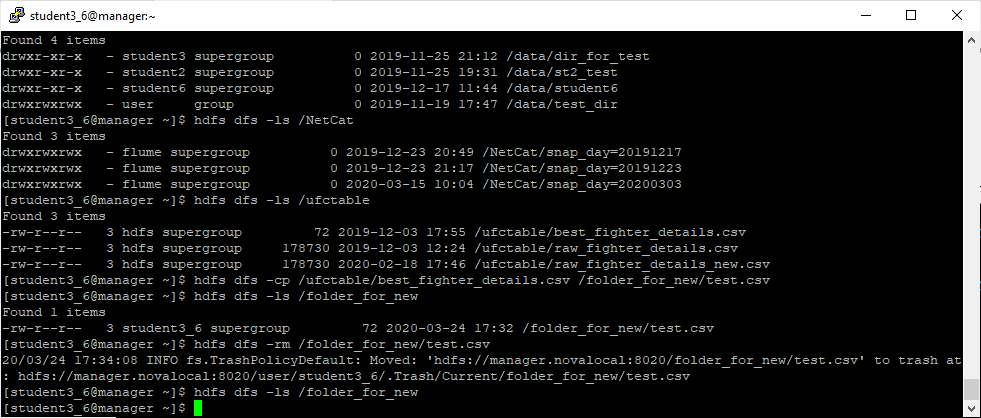 student3_6@manager:~
Found 4 items
drwxr-xr-x   - student3 supergroup          0 2019-11-25 21:12 /data/dir_for_test
drwxr-xr-x   - student2 supergroup          0 2019-11-25 19:31 /data/st2_test
drwxr-xr-x   - student6 supergroup          0 2019-12-17 11:44 /data/student6
drwxrwxrwx   - user     group               0 2019-11-19 17:47 /data/test_dir
[student3_6@manager ~]$ hdfs dfs -ls /NetCat
Found 3 items
drwxrwxrwx   - flume supergroup          0 2019-12-23 20:49 /NetCat/snap_day=20191217
drwxrwxrwx   - flume supergroup          0 2019-12-23 21:17 /NetCat/snap_day=20191223
drwxrwxrwx   - flume supergroup          0 2020-03-15 10:04 /NetCat/snap_day=20200303
[student3_6@manager ~]$ hdfs dfs -ls /ufctable
Found 3 items
-rw-r--r--   3 hdfs supergroup         72 2019-12-03 17:55 /ufctable/best_fighter_details.csv
-rw-r--r--   3 hdfs supergroup     178730 2019-12-03 12:24 /ufctable/raw_fighter_details.csv
-rw-r--r--   3 hdfs supergroup     178730 2020-02-18 17:46 /ufctable/raw_fighter_details_new.csv
[student3_6@manager ~]$ hdfs dfs -cp /ufctable/best_fighter_details.csv /folder_for_new/test.csv
[student3_6@manager ~]$ hdfs dfs -ls /folder_for_new
Found 1 items
-rw-r--r--   3 student3_6 supergroup         72 2020-03-24 17:32 /folder_for_new/test.csv
[student3_6@manager ~]$ hdfs dfs -rm /folder_for_new/test.csv
20/03/24 17:34:08 INFO fs.TrashPolicyDefault: Moved: 'hdfs://manager.novalocal:8020/folder_for_new/test.csv' to trash at
: hdfs://manager.novalocal:8020/user/student3_6/.Trash/Current/folder_for_new/test.csv
[student3_6@manager ~]$ hdfs dfs -ls /folder_for_new
[student3_6@manager ~]$